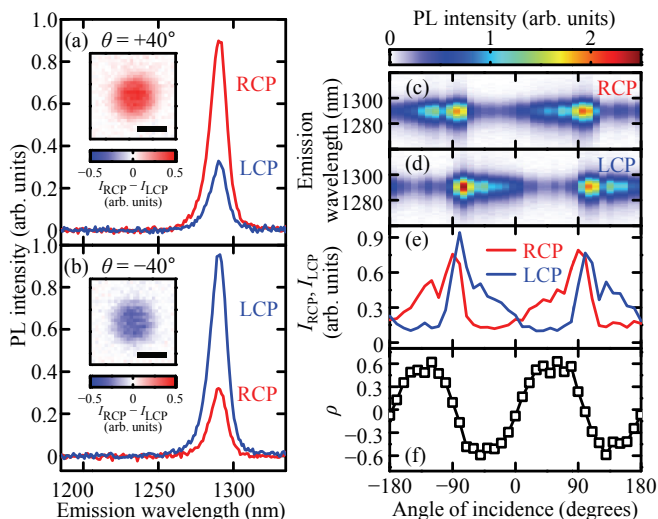 PL intensity (arb. units)
0 1 2
1.0
0.8
0.6
0.4
0.2
0
(a) θ = +40°
RCP
LCP
−0.5 0 0.5
I_RCP − I_LCP
(arb. units)
PL intensity (arb. units)
1.0
0.8
0.6
0.4
0.2
0
(b) θ = −40°
LCP
RCP
−0.5 0 0.5
I_RCP − I_LCP
(arb. units)
1200 1250 1300
Emission wavelength (nm)
Emission
wavelength (nm)
(c) RCP
1300
1280
(d) LCP
1300
1280
I_RCP, I_LCP
(arb. units)
0.9
0.6
0.3
0
(e) RCP
LCP
ρ
0.6
0.3
0
−0.3
−0.6
(f)
−180 −90 0 90 180
Angle of incidence (degrees)